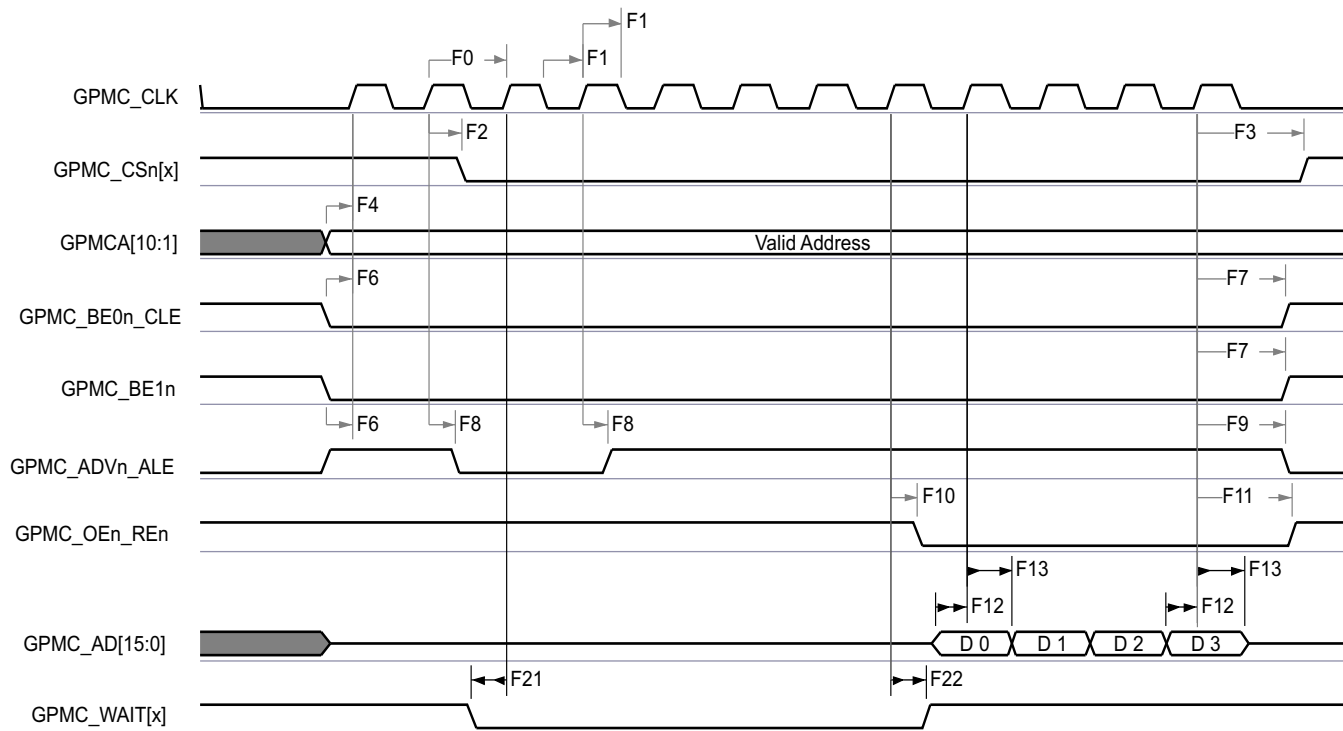 F1
F0 F1
GPMC_CLK
F2 F3
GPMC_CSn[x]
F4
GPMCA[10:1] Valid Address
F6 F7
GPMC_BE0n_CLE
F7
GPMC_BE1n
F6 F8 F8 F9
GPMC_ADVn_ALE
F10 F11
GPMC_OEn_REn
F13 F13
F12 F12
GPMC_AD[15:0] D 0 D 1 D 2 D 3
F21 F22
GPMC_WAIT[x]